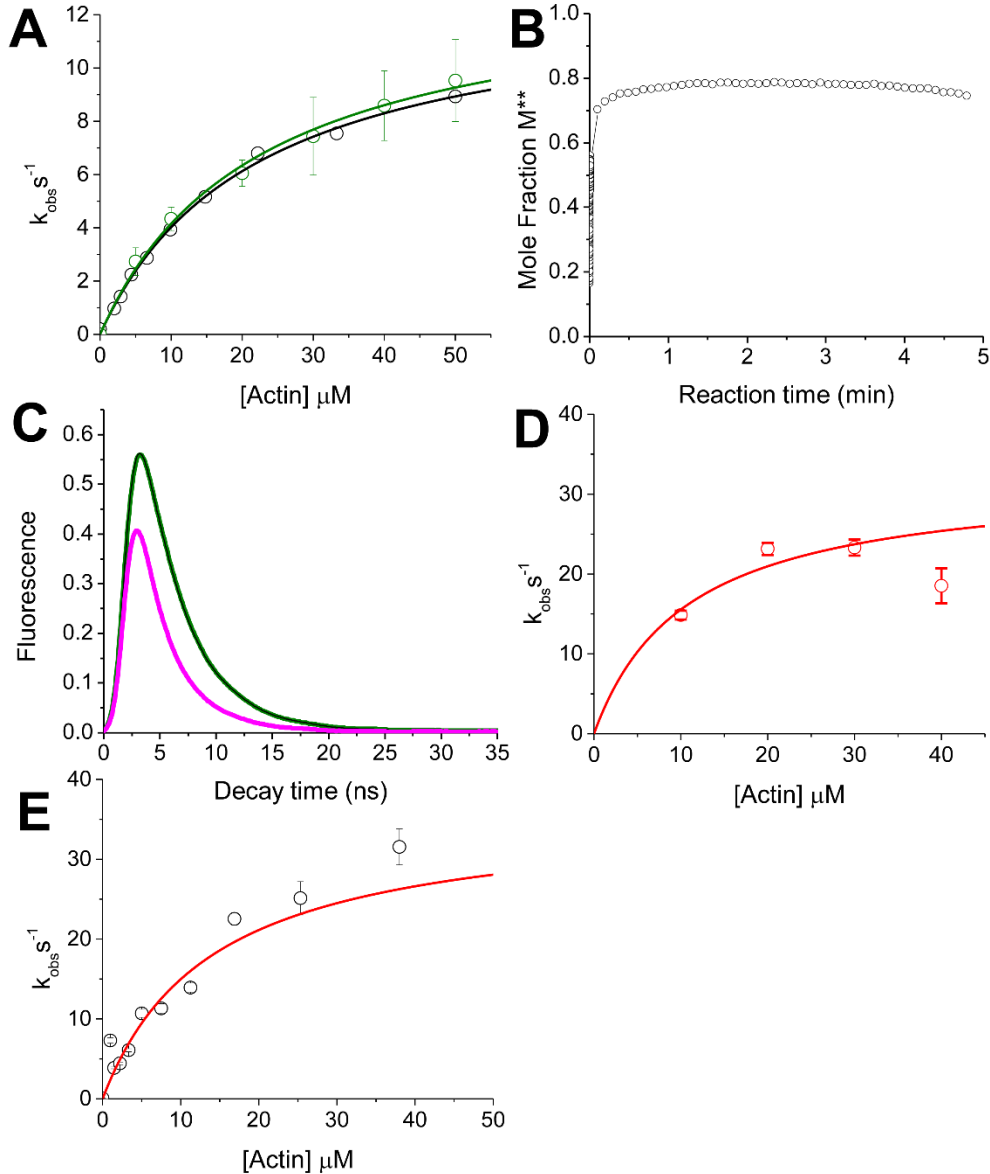 A
12
10
8
6
4
2
0
k_obs s⁻¹
0 10 20 30 40 50
[Actin] μM
B
1.0
0.8
0.6
0.4
0.2
0.0
Mole Fraction M**
0 1 2 3 4 5
Reaction time (min)
C
0.6
0.5
0.4
0.3
0.2
0.1
0.0
Fluorescence
0 5 10 15 20 25 30 35
Decay time (ns)
D
40
30
20
10
0
k_obs s⁻¹
0 10 20 30 40
[Actin] μM
E
40
30
20
10
0
k_obs s⁻¹
0 10 20 30 40 50
[Actin] μM